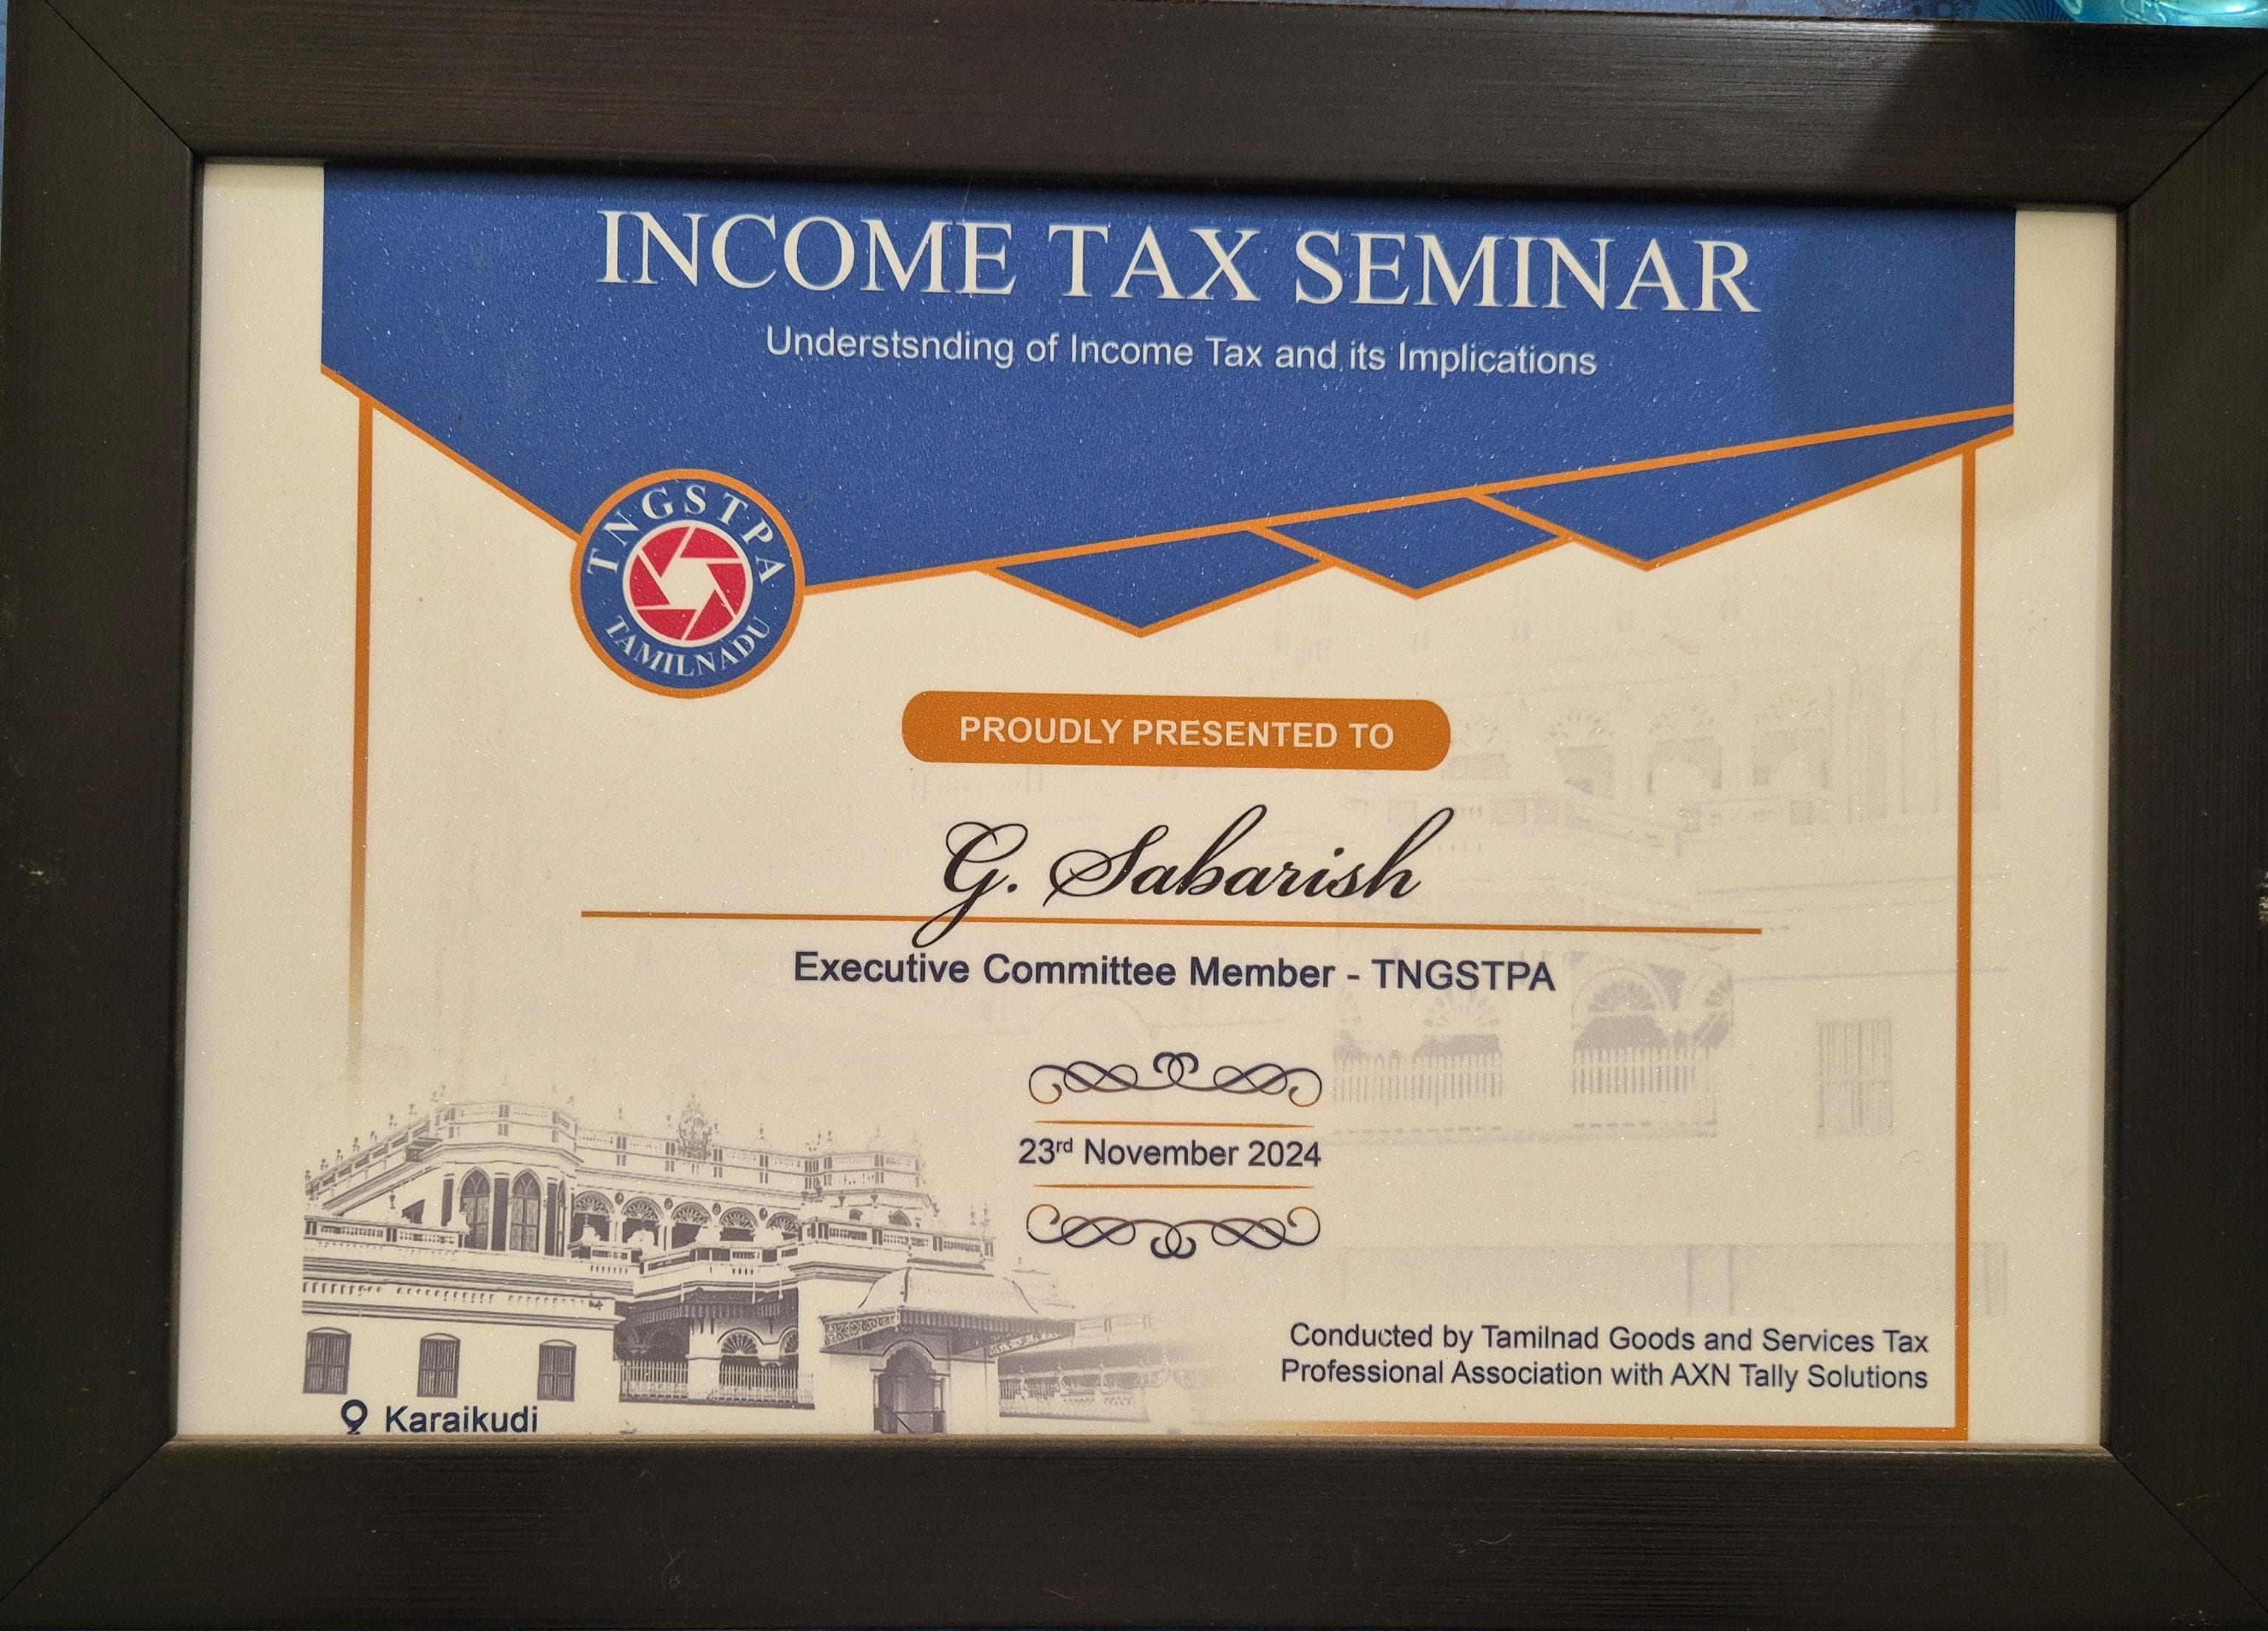 INCOME TAX SEMINAR
Understsnding of Income Tax and its Implications
TNGSTPA
TAMILNADU
PROUDLY PRESENTED TO
G. Sabarish
Executive Committee Member - TNGSTPA
23rd November 2024
Conducted by Tamilnad Goods and Services Tax
Professional Association with AXN Tally Solutions
Karaikudi